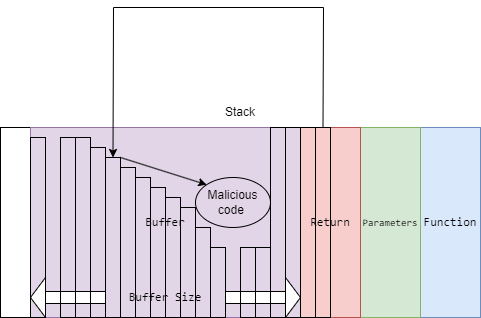 Stack
Malicious
code
Buffer
Return
Parameters
Function
Buffer Size